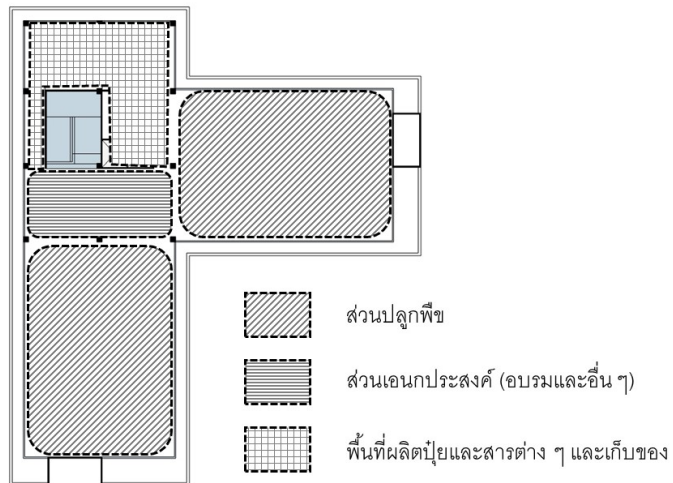 ส่วนปลูกพืข
ส่วนเอนกประสงค์ (อบรมและอื่น ๆ)
พื้นที่ผลิตปุ๋ยและสารต่าง ๆ และเก็บของ